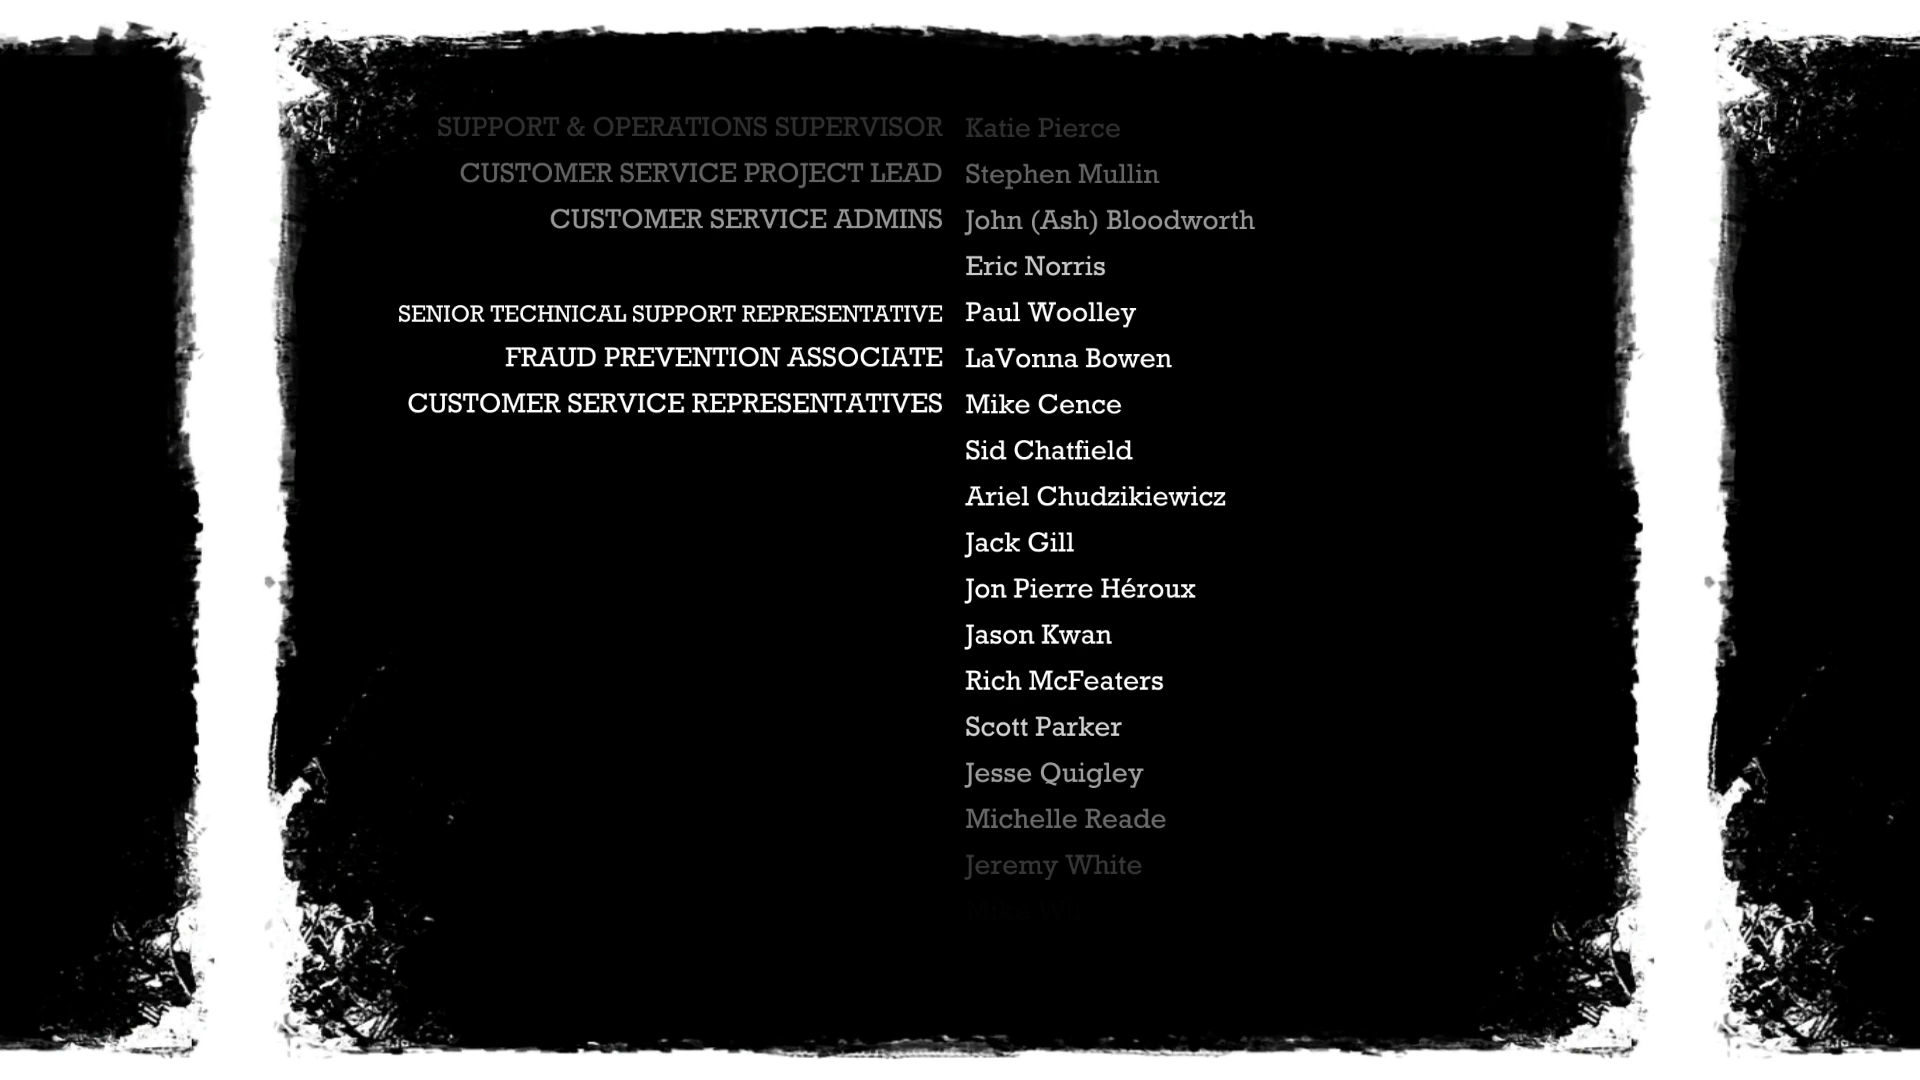 SUPPORT & OPERATIONS SUPERVISOR Katie Pierce
CUSTOMER SERVICE PROJECT LEAD Stephen Mullin
CUSTOMER SERVICE ADMINS John (Ash) Bloodworth
Eric Norris
SENIOR TECHNICAL SUPPORT REPRESENTATIVE Paul Woolley
FRAUD PREVENTION ASSOCIATE LaVonna Bowen
CUSTOMER SERVICE REPRESENTATIVES Mike Cence
Sid Chatfield
Ariel Chudzikiewicz
Jack Gill
Jon Pierre Héroux
Jason Kwan
Rich McFeaters
Scott Parker
Jesse Quigley
Michelle Reade
Jeremy White